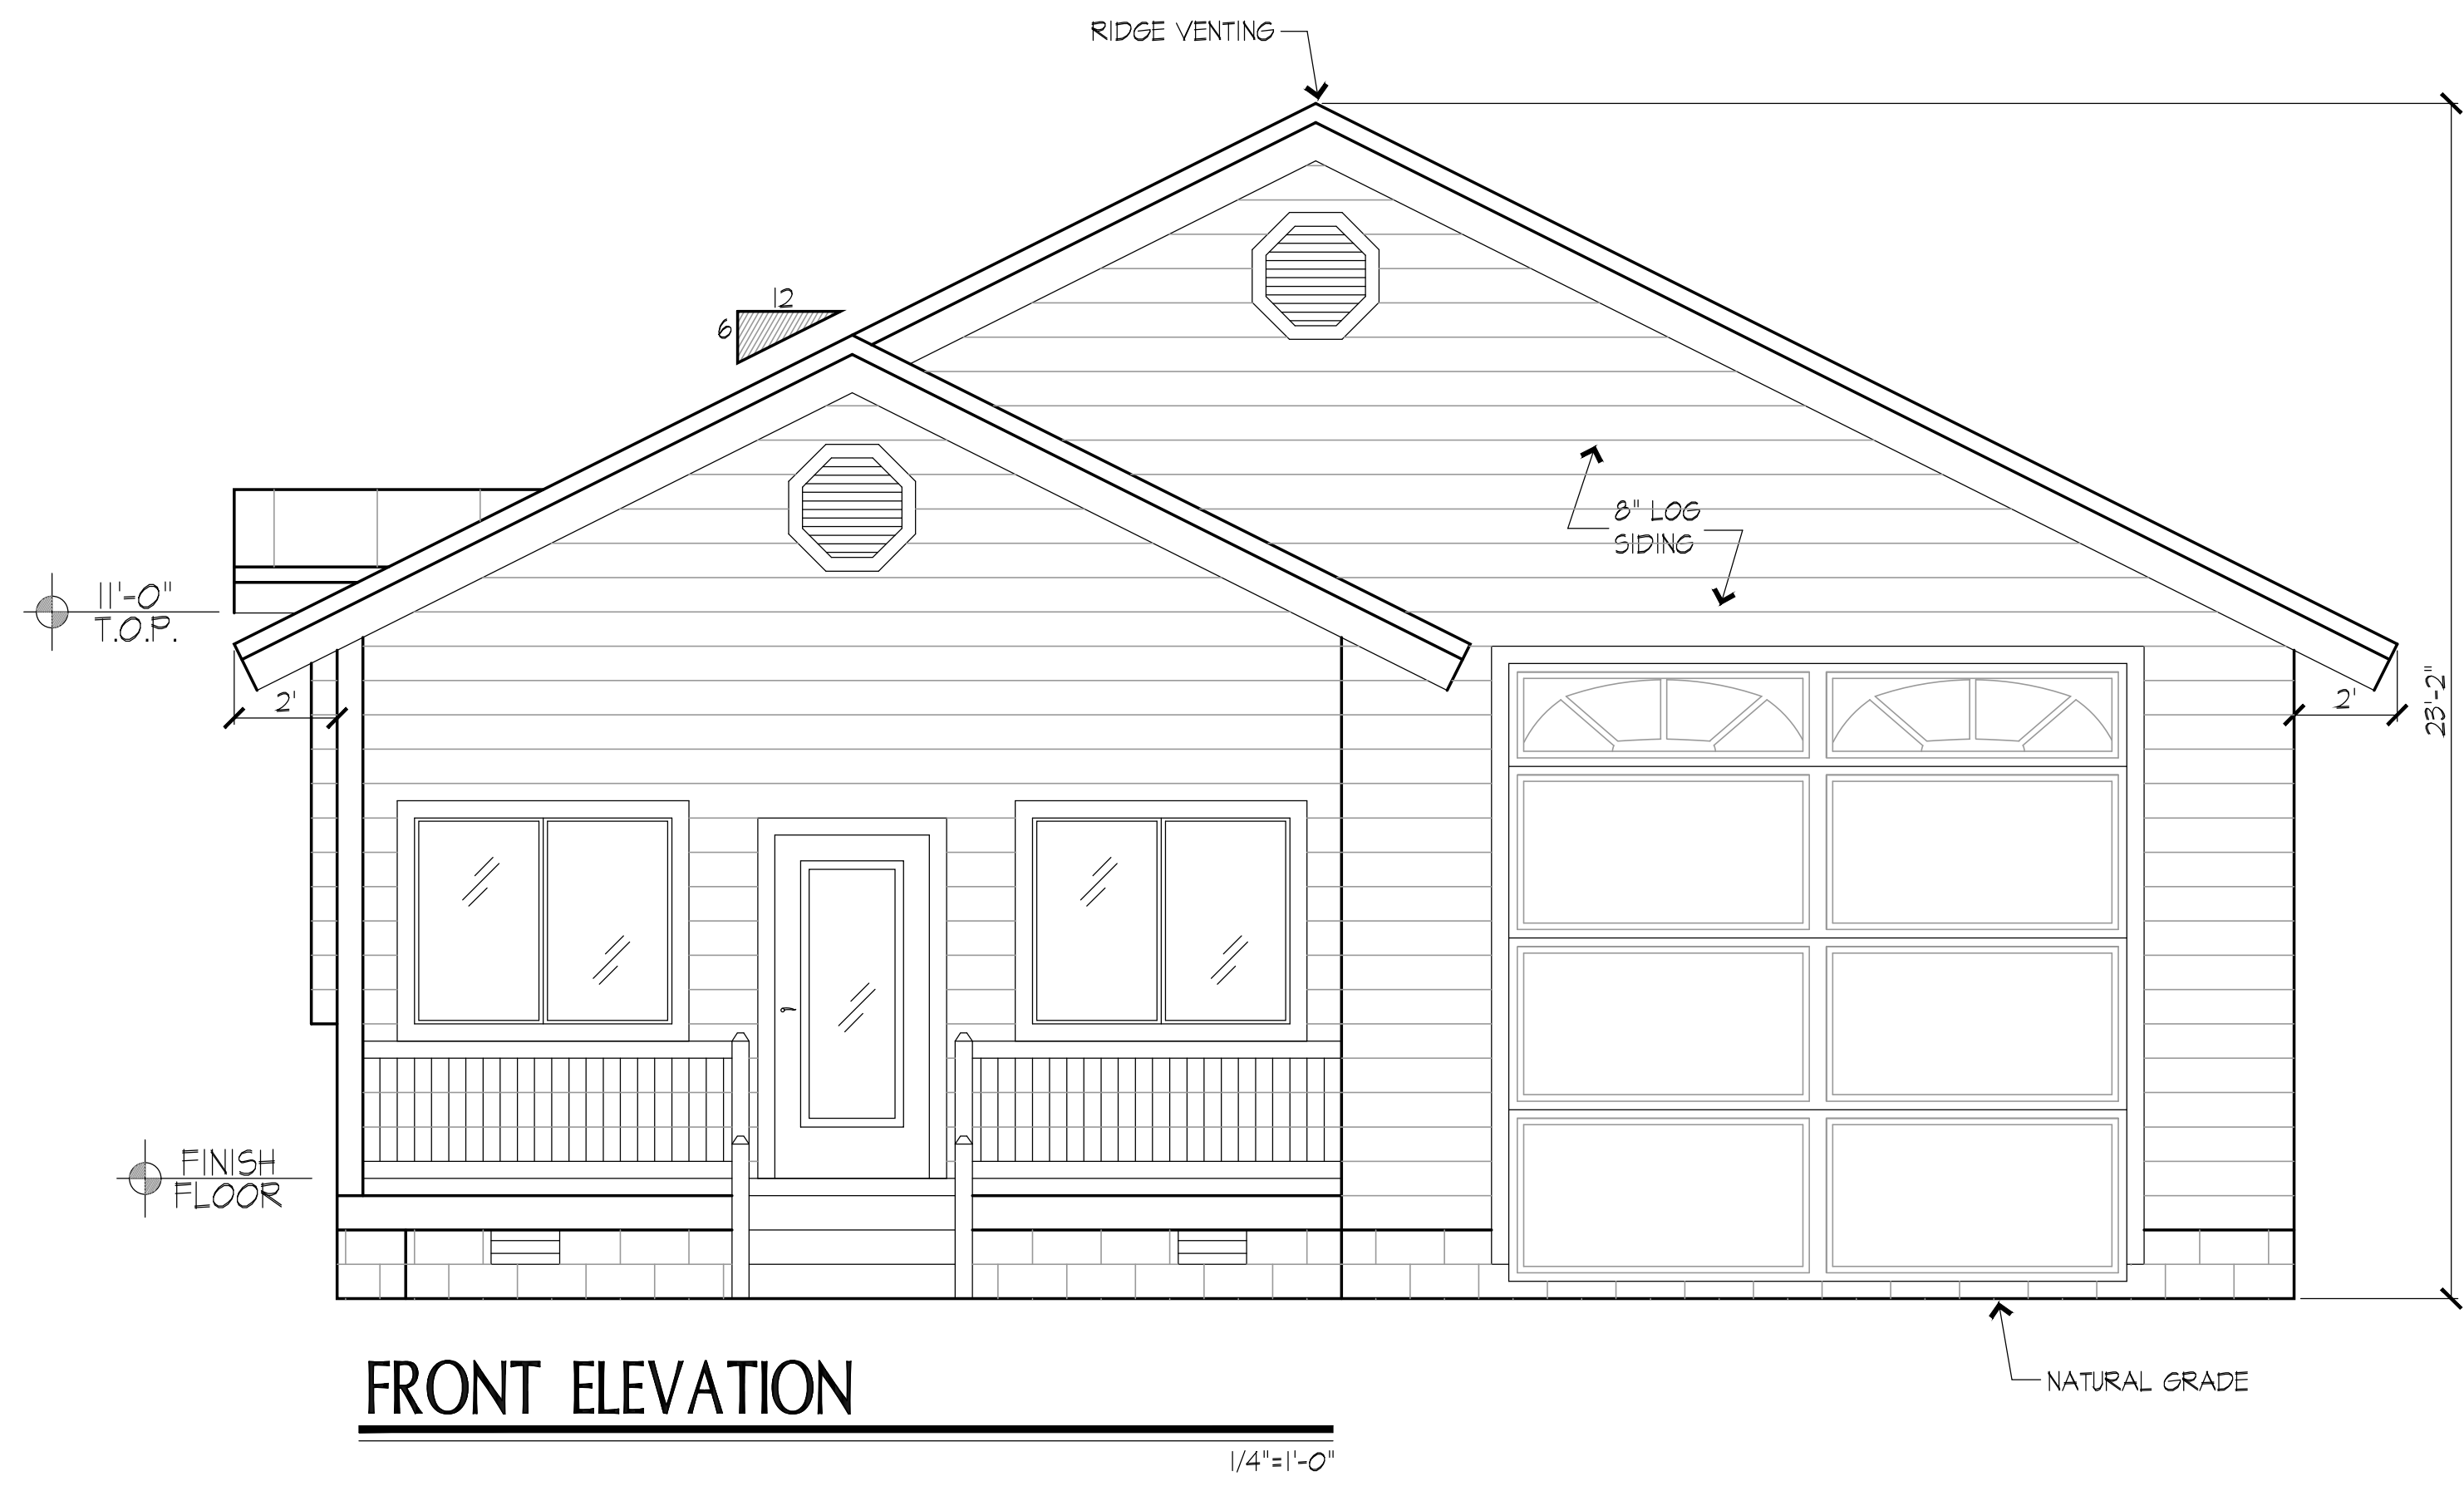 RIDGE VENTING
12
6
8" LOG
SIDING
11'-0"
T.O.P.
2'
2'
23'-2"
FINISH
FLOOR
NATURAL GRADE
FRONT ELEVATION
1/4"=1'-0"